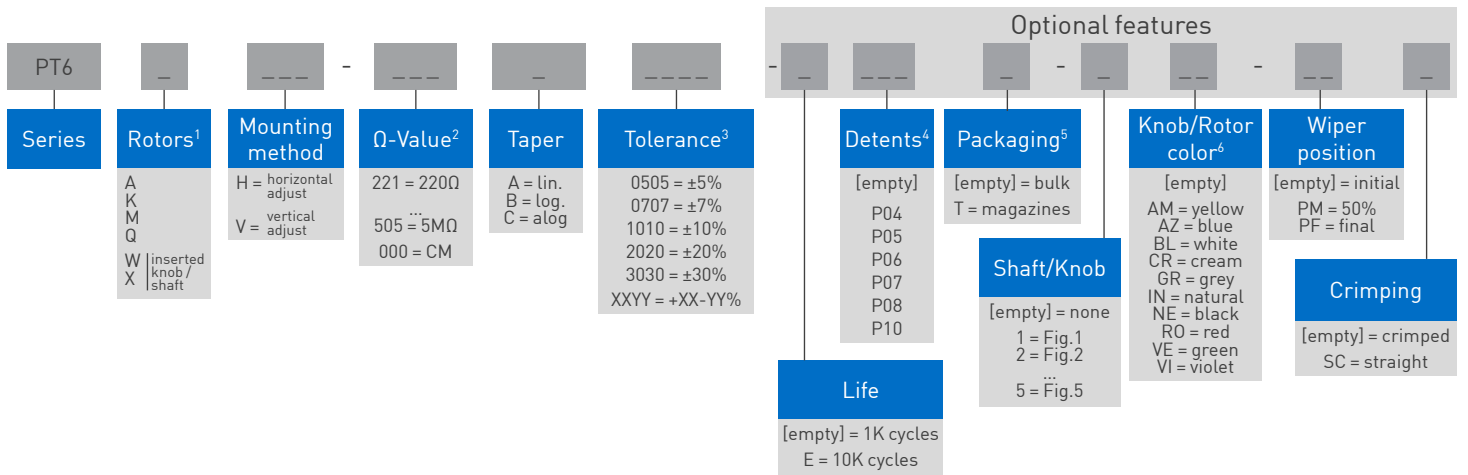 Optional features
PT6 _ _ _ _ - _ _ _ _ _ _ _ _ - _ _ _ _ _ - _ _ _ - _ _ _
Series
Rotors1
A
K
M
Q
W
X
inserted
knob /
shaft
Mounting
method
H = horizontal
adjust
V = vertical
adjust
Ω-Value2
221 = 220Ω
...
505 = 5MΩ
000 = CM
Taper
A = lin.
B = log.
C = alog
Tolerance3
0505 = ±5%
0707 = ±7%
1010 = ±10%
2020 = ±20%
3030 = ±30%
XXYY = +XX-YY%
Life
[empty] = 1K cycles
E = 10K cycles
Detents4
[empty]
P04
P05
P06
P07
P08
P10
Packaging5
[empty] = bulk
T = magazines
Shaft/Knob
[empty] = none
1 = Fig.1
2 = Fig.2
...
5 = Fig.5
Knob/Rotor
color6
[empty]
AM = yellow
AZ = blue
BL = white
CR = cream
GR = grey
IN = natural
NE = black
RO = red
VE = green
VI = violet
Wiper
position
[empty] = initial
PM = 50%
PF = final
Crimping
[empty] = crimped
SC = straight